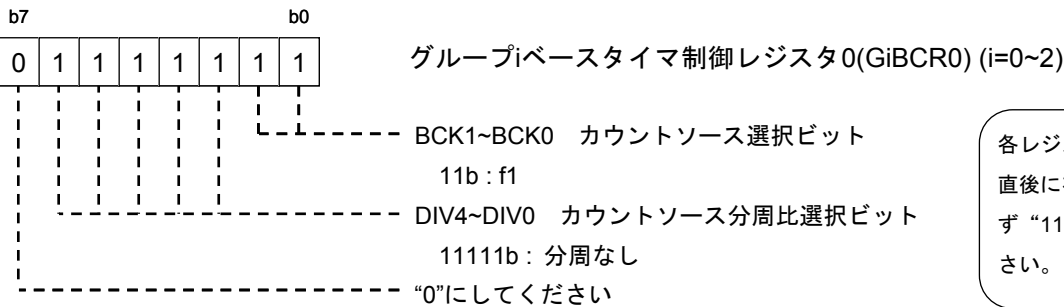 b7 b0
0 1 1 1 1 1 1 1
グループiベースタイマ制御レジスタ0(GiBCR0) (i=0~2)
BCK1~BCK0 カウントソース選択ビット
11b : f1
DIV4~DIV0 カウントソース分周比選択ビット
11111b : 分周なし
“0”にしてください
各レジ
直後に
ず “11
さい。